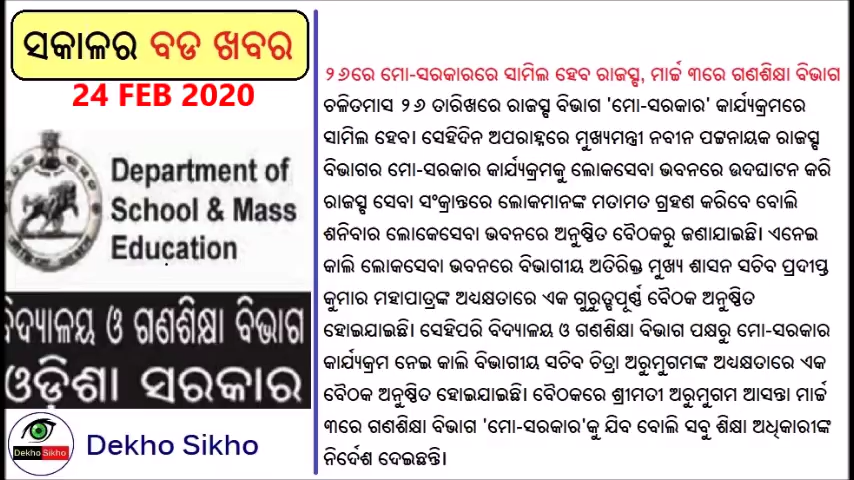 ସକାଳର ବଡ ଖବର
24 FEB 2020
Department of
School & Mass
Education
ବିଦ୍ୟାଳୟ ଓ ଗଣଶିକ୍ଷା ବିଭାଗ
ଓଡ଼ିଶା ସରକାର
Dekho Sikho
Dekho Sikho
୨୬ରେ ମୋ-ସରକାରରେ ସାମିଲ ହେବ ରାଜସ୍ବ, ମାର୍ଚ୍ଚ ୩ରେ ଗଣଶିକ୍ଷା ବିଭାଗ
ଚଳିତମାସ ୨୬ ତାରିଖରେ ରାଜସ୍ବ ବିଭାଗ 'ମୋ-ସରକାର' କାର୍ଯ୍ୟକ୍ରମରେ
ସାମିଲ ହେବ। ସେହିଦିନ ଅପରାହ୍ନରେ ମୁଖ୍ୟମନ୍ତ୍ରୀ ନବୀନ ପଟ୍ଟନାୟକ ରାଜସ୍ବ
ବିଭାଗର ମୋ-ସରକାର କାର୍ଯ୍ୟକ୍ରମକୁ ଲୋକସେବା ଭବନରେ ଉଦଘାଟନ କରି
ରାଜସ୍ବ ସେବା ସଂକ୍ରାନ୍ତରେ ଲୋକମାନଙ୍କ ମତାମତ ଗ୍ରହଣ କରିବେ ବୋଲି
ଶନିବାର ଲୋକେସେବା ଭବନରେ ଅନୁଷ୍ଠିତ ବୈଠକରୁ ଜଣାଯାଇଛି। ଏନେଇ
କାଲି ଲୋକସେବା ଭବନରେ ବିଭାଗୀୟ ଅତିରିକ୍ତ ମୁଖ୍ୟ ଶାସନ ସଚିବ ପ୍ରଦୀପ୍ତ
କୁମାର ମହାପାତ୍ରଙ୍କ ଅଧ୍ୟକ୍ଷତାରେ ଏକ ଗୁରୁତ୍ବପୂର୍ଣ୍ଣ ବୈଠକ ଅନୁଷ୍ଠିତ
ହୋଇଯାଇଛି। ସେହିପରି ବିଦ୍ୟାଳୟ ଓ ଗଣଶିକ୍ଷା ବିଭାଗ ପକ୍ଷରୁ ମୋ-ସରକାର
କାର୍ଯ୍ୟକ୍ରମ ନେଇ କାଲି ବିଭାଗୀୟ ସଚିବ ଚିତ୍ରା ଅରୁମୁଗମଙ୍କ ଅଧ୍ୟକ୍ଷତାରେ ଏକ
ବୈଠକ ଅନୁଷ୍ଠିତ ହୋଇଯାଇଛି। ବୈଠକରେ ଶ୍ରୀମତୀ ଅରୁମୁଗମ ଆସନ୍ତା ମାର୍ଚ୍ଚ
୩ରେ ଗଣଶିକ୍ଷା ବିଭାଗ 'ମୋ-ସରକାର'କୁ ଯିବ ବୋଲି ସବୁ ଶିକ୍ଷା ଅଧିକାରୀଙ୍କ
ନିର୍ଦେଶ ଦେଇଛନ୍ତି।